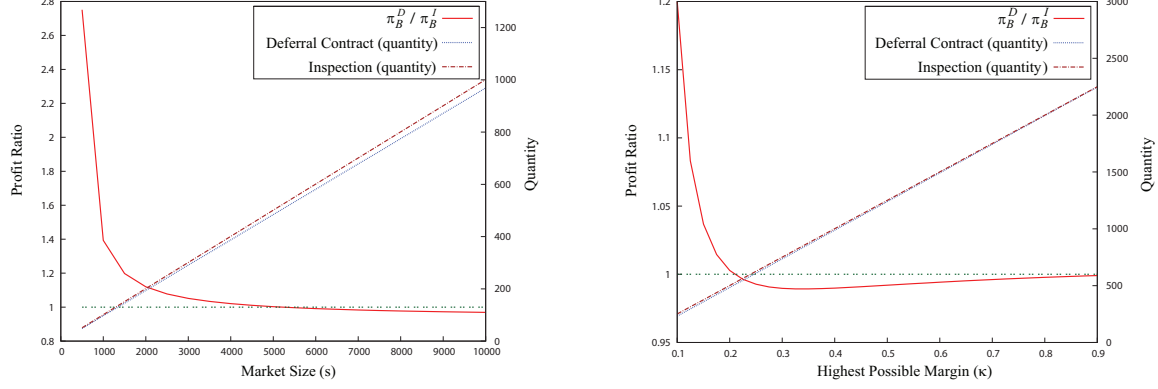 π_B^D / π_B^I
Deferral Contract (quantity)
Inspection (quantity)
Profit Ratio
2.8
2.6
2.4
2.2
2
1.8
1.6
1.4
1.2
1
0.8
1200
1000
800
600
400
200
0
Quantity
0 1000 2000 3000 4000 5000 6000 7000 8000 9000 10000
Market Size (s)
π_B^D / π_B^I
Deferral Contract (quantity)
Inspection (quantity)
Profit Ratio
1.2
1.15
1.1
1.05
1
0.95
3000
2500
2000
1500
1000
500
0
Quantity
0.1 0.2 0.3 0.4 0.5 0.6 0.7 0.8 0.9
Highest Possible Margin (κ)